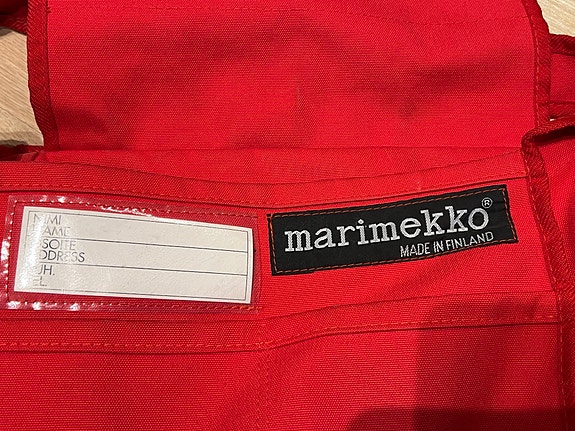 NIMI
NAME
OSOITE
ADDRESS
PUH.
TEL.
marimekko®
MADE IN FINLAND